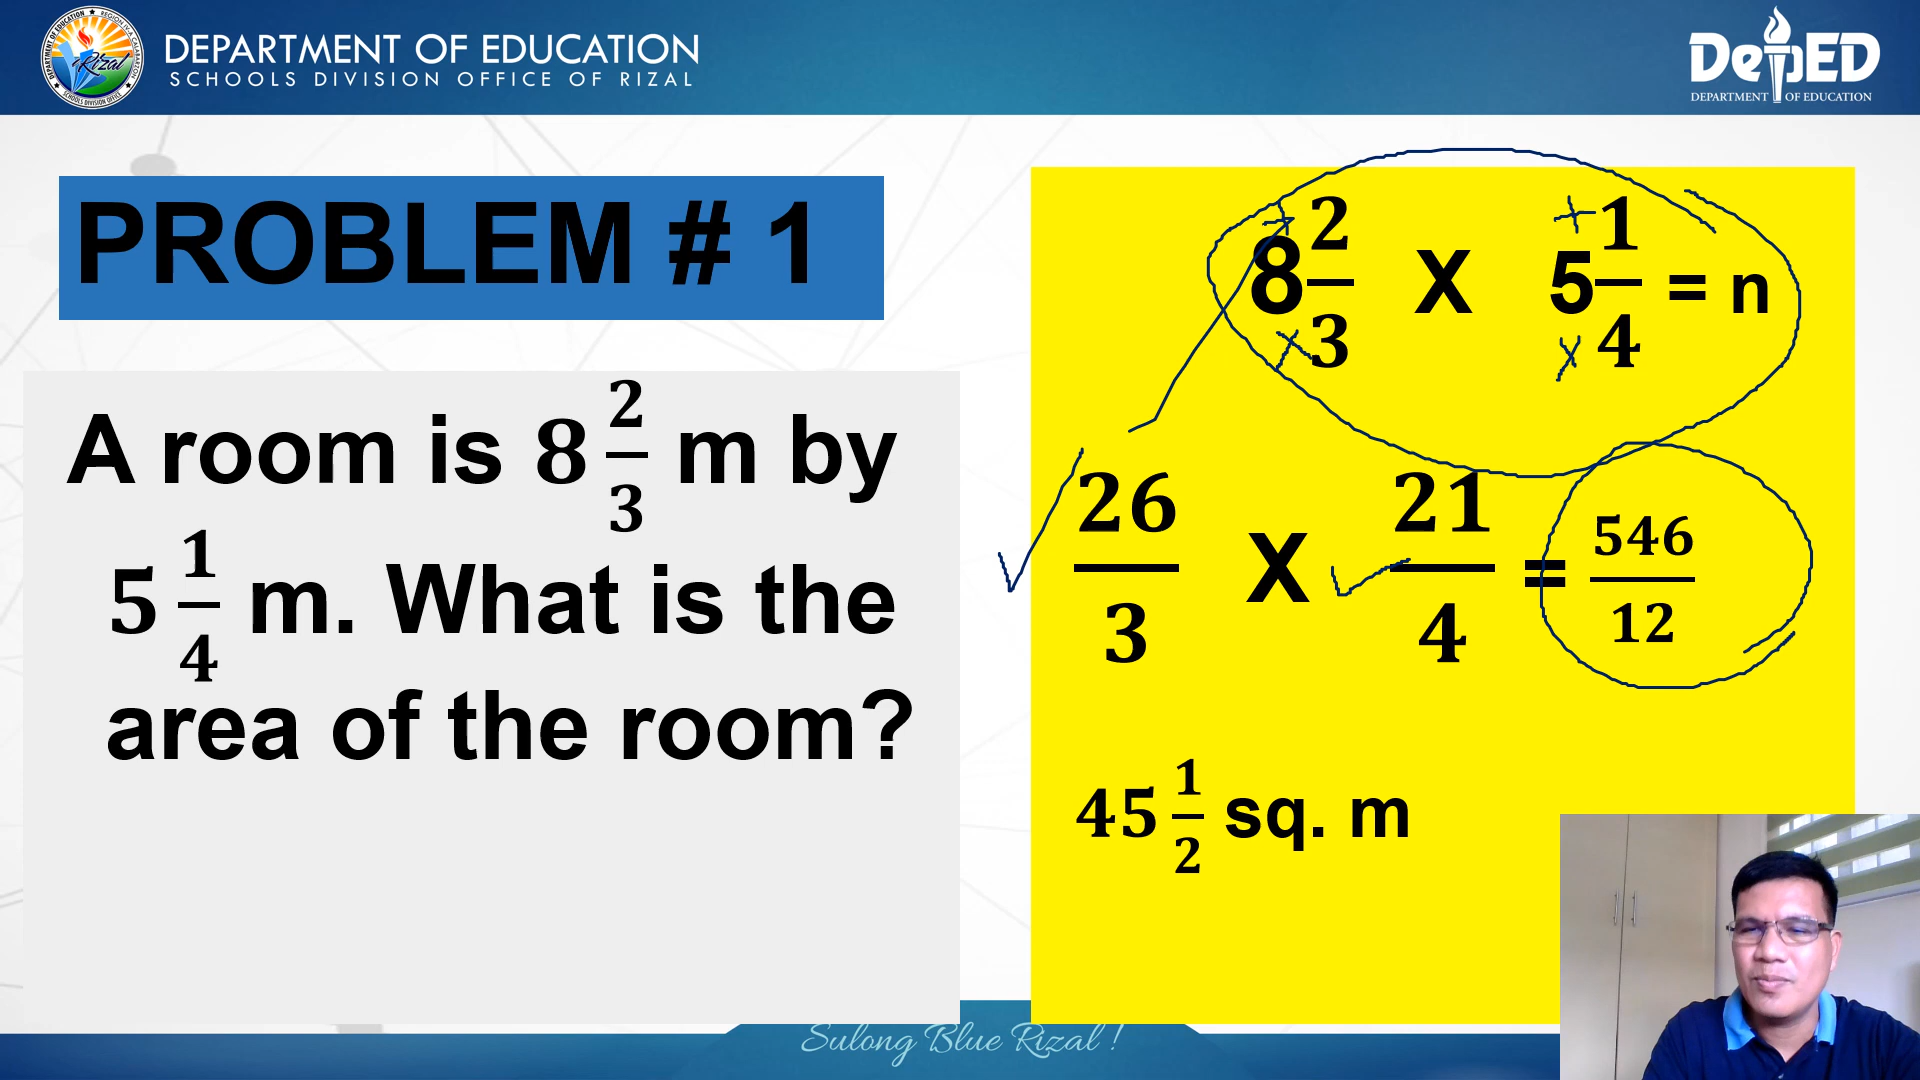 DEPARTMENT OF EDUCATION
SCHOOLS DIVISION OFFICE OF RIZAL
DepED
DEPARTMENT OF EDUCATION
PROBLEM # 1
A room is 8 2/3 m by
5 1/4 m. What is the
area of the room?
8 2/3 X 5 1/4 = n
26/3 X 21/4 = 546/12
45 1/2 sq. m
Sulong Blue Rizal !